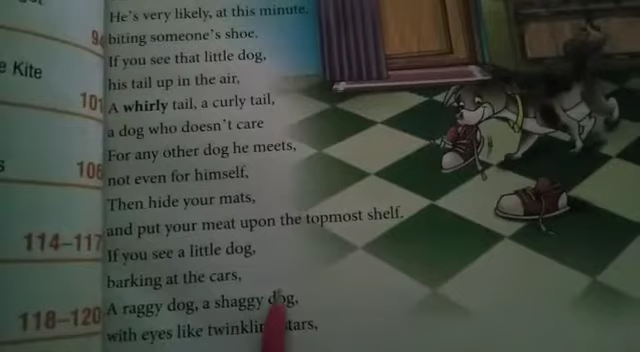 He's very likely, at this minute.
biting someone's shoe.
If you see that little dog,
his tail up in the air,
A whirly tail, a curly tail,
a dog who doesn't care
For any other dog he meets,
not even for himself,
Then hide your mats,
and put your meat upon the topmost shelf.
If you see a little dog,
barking at the cars,
A raggy dog, a shaggy dog,
with eyes like twinkling stars,
Kite
101
106
114–117
118–120